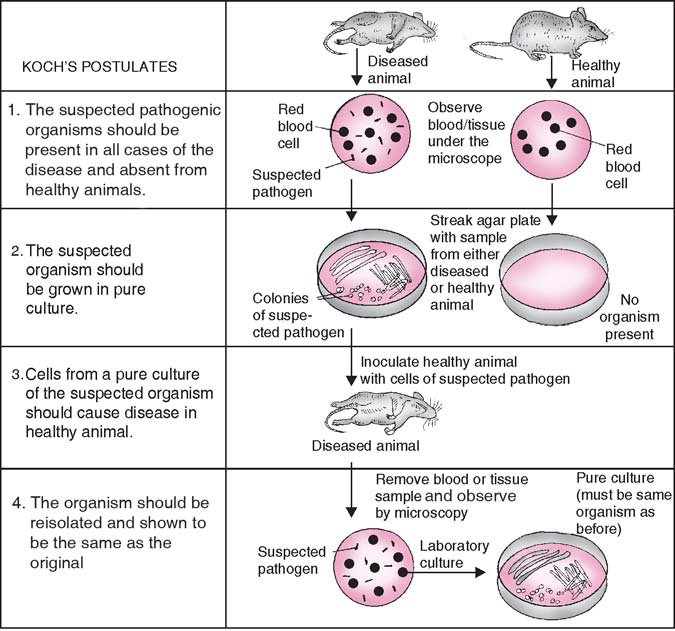 KOCH'S POSTULATES
Diseased
animal
Healthy
animal
1. The suspected pathogenic
organisms should be
present in all cases of the
disease and absent from
healthy animals.
Red
blood
cell
Suspected
pathogen
Observe
blood/tissue
under the
microscope
Red
blood
cell
2. The suspected
organism should
be grown in pure
culture.
Colonies
of suspe-
cted pathogen
Streak agar plate
with sample
from either
diseased
or healthy
animal
No
organism
present
3. Cells from a pure culture
of the suspected organism
should cause disease in
healthy animal.
Inoculate healthy animal
with cells of suspected pathogen
Diseased animal
4. The organism should be
reisolated and shown to
be the same as the
original
Remove blood or tissue
sample and observe
by microscopy
Suspected
pathogen
Laboratory
culture
Pure culture
(must be same
organism as
before)